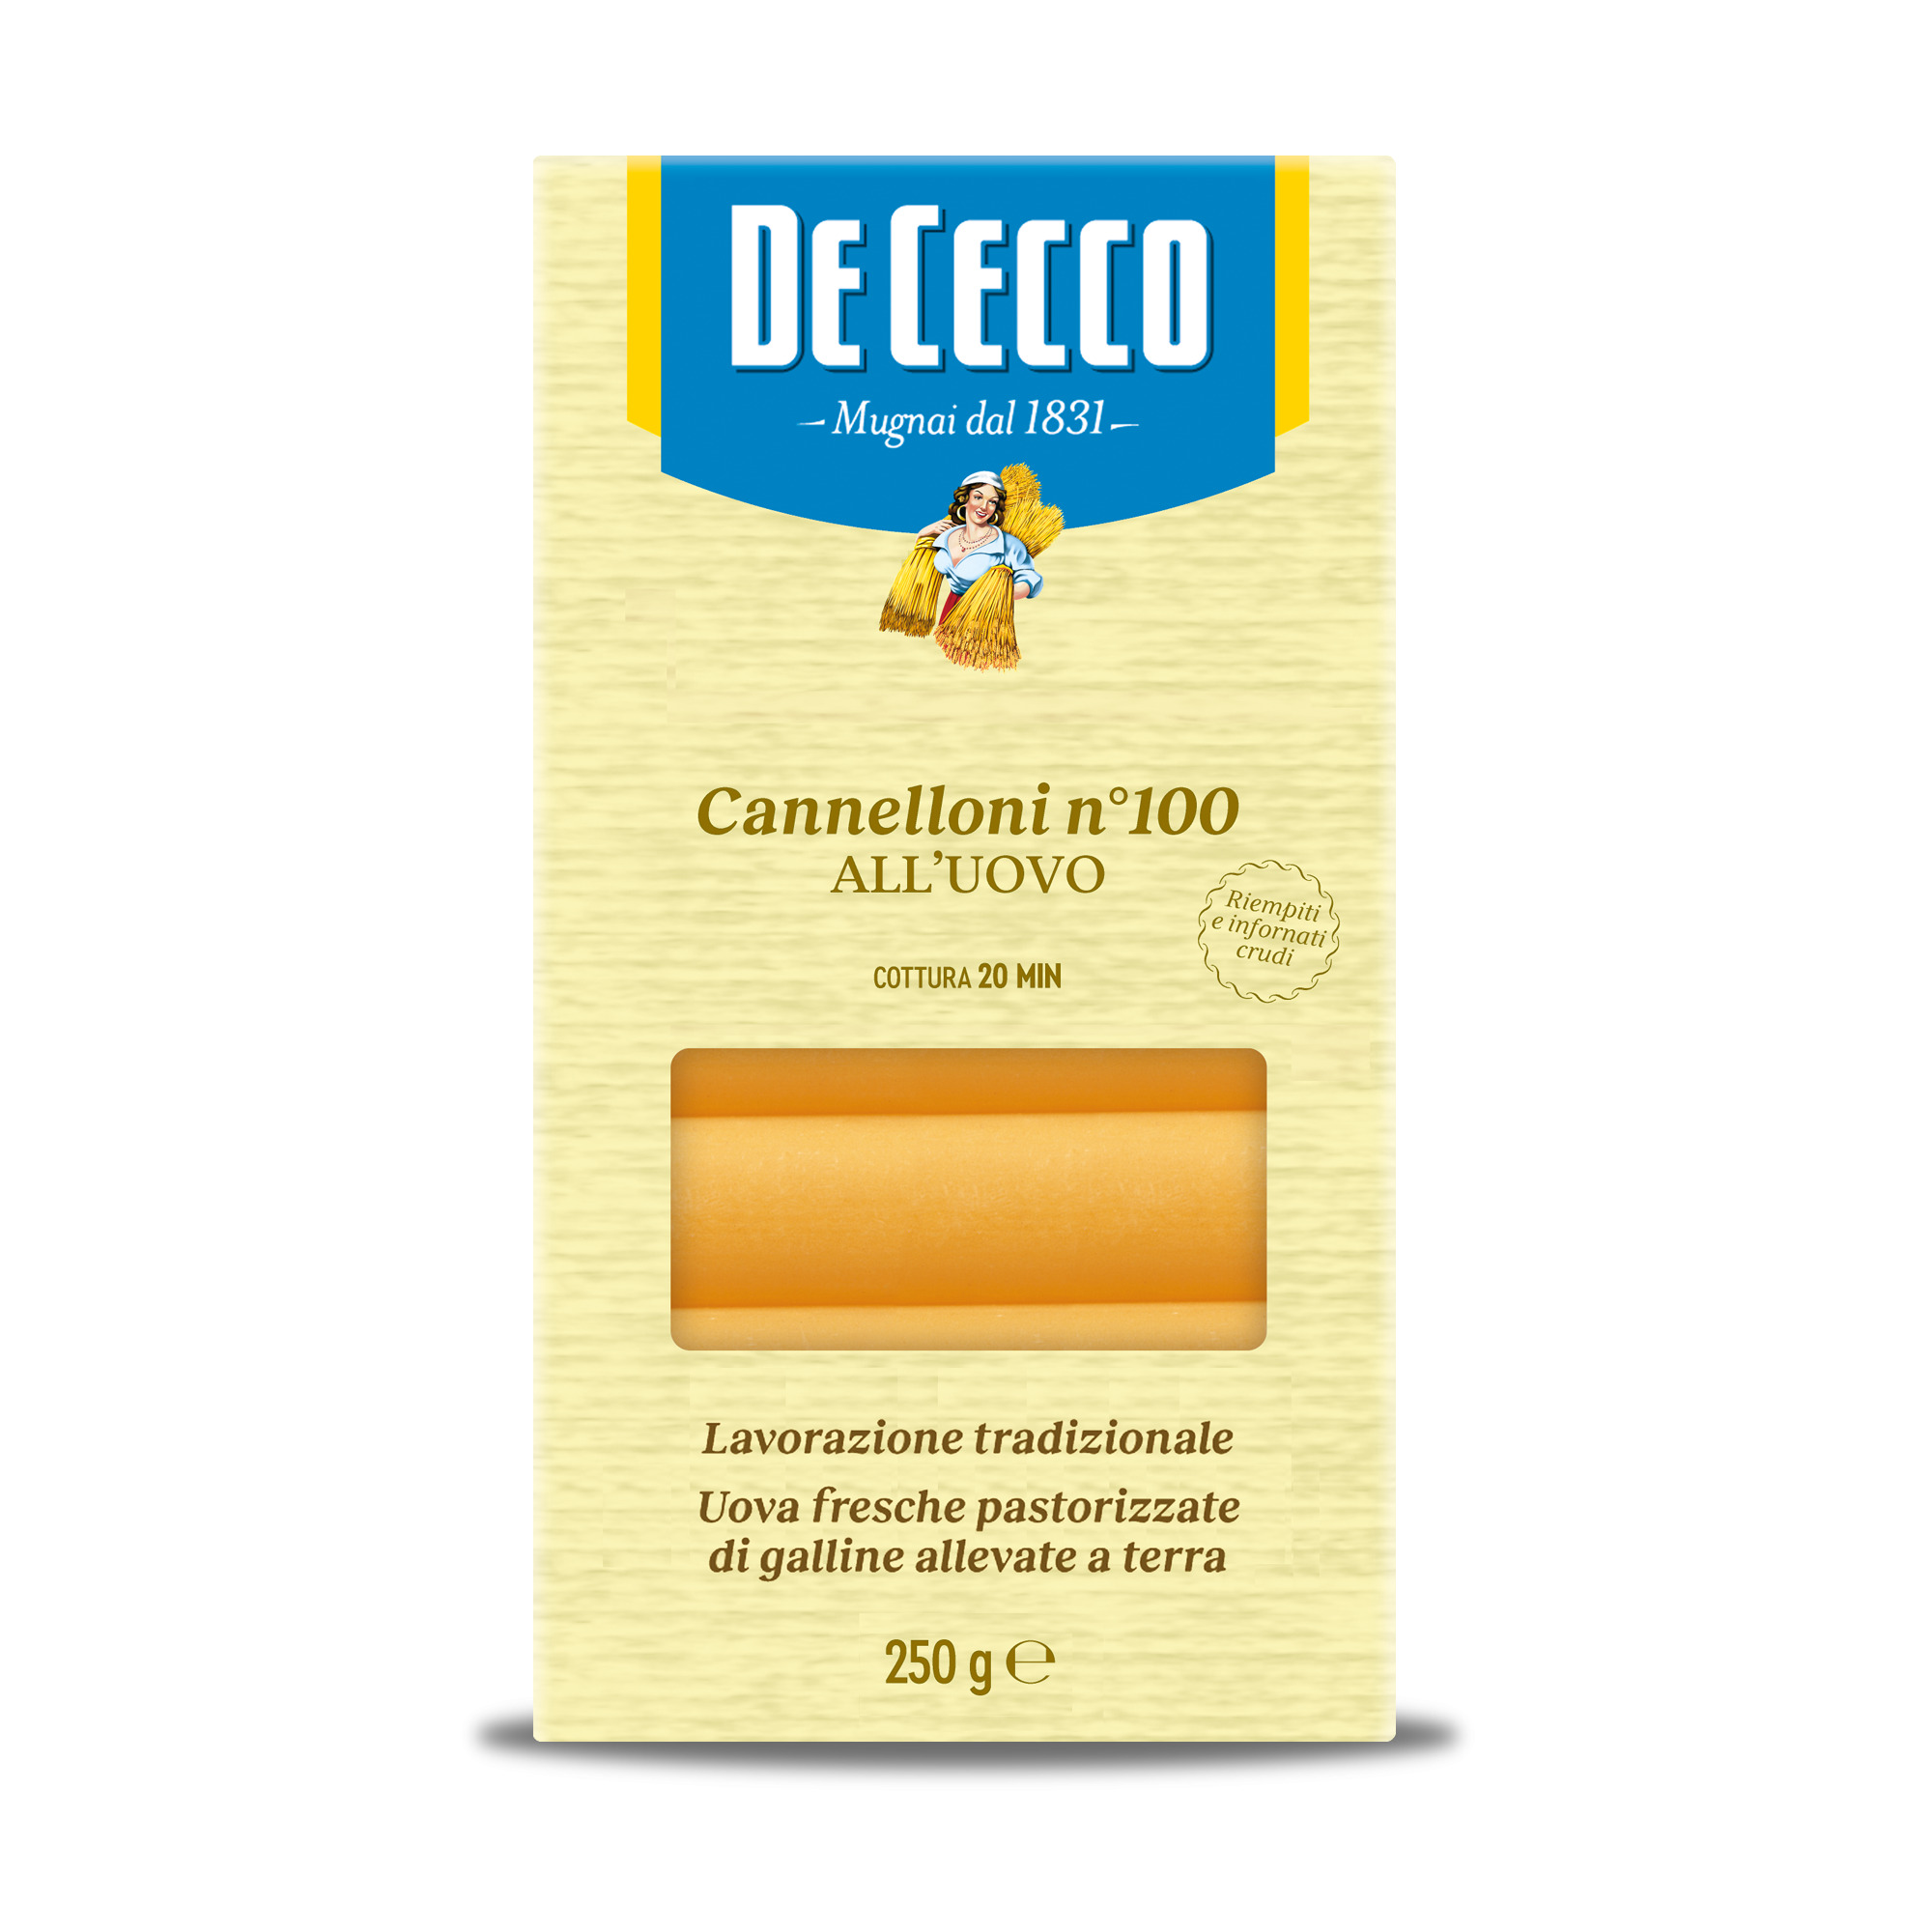 DE CECCO
Mugnai dal 1831
Cannelloni n°100
ALL'UOVO
Riempiti
e infornati
crudi
COTTURA 20 MIN
Lavorazione tradizionale
Uova fresche pastorizzate
di galline allevate a terra
250 g ℮